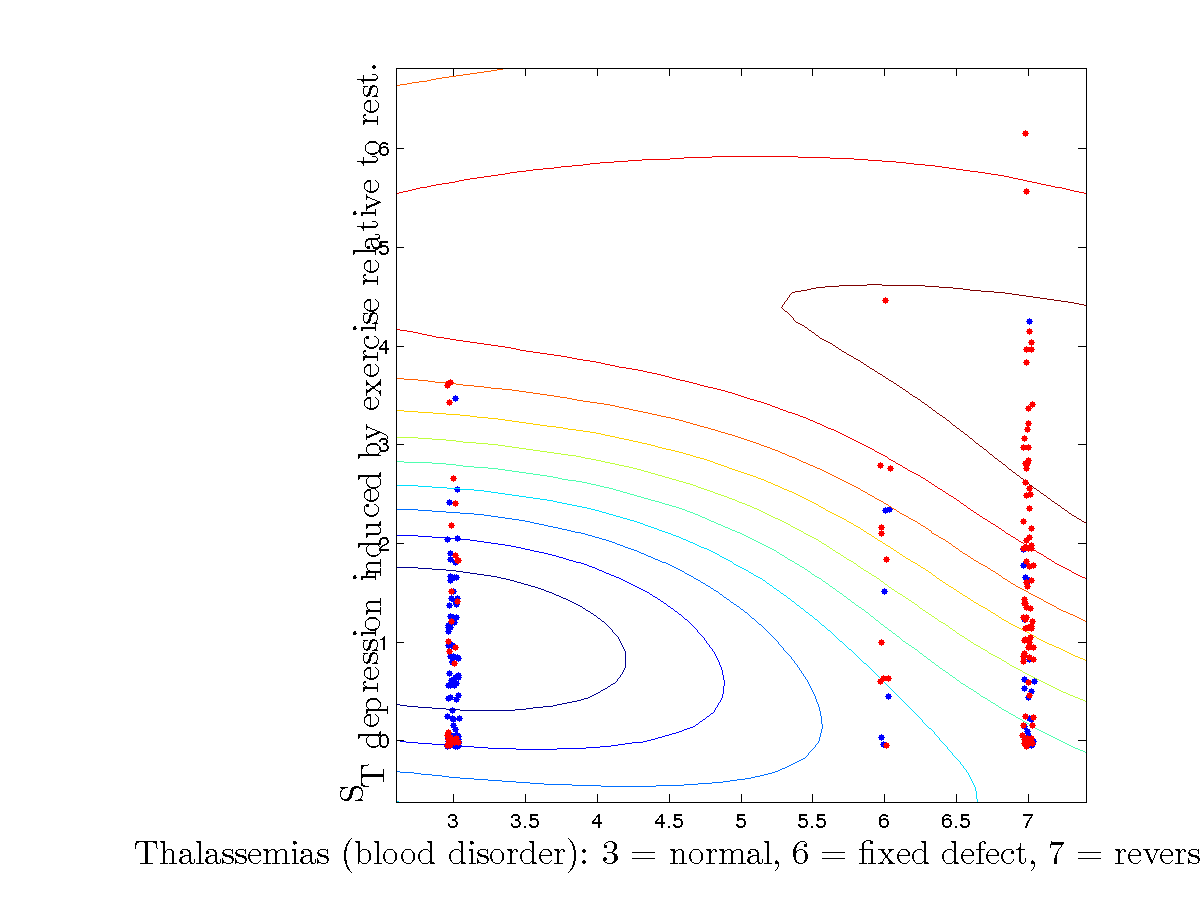 S_T depression induced by exercise relative to rest.
6
5
4
3
2
1
0
3 3.5 4 4.5 5 5.5 6 6.5 7
Thalassemias (blood disorder): 3 = normal, 6 = fixed defect, 7 = revers